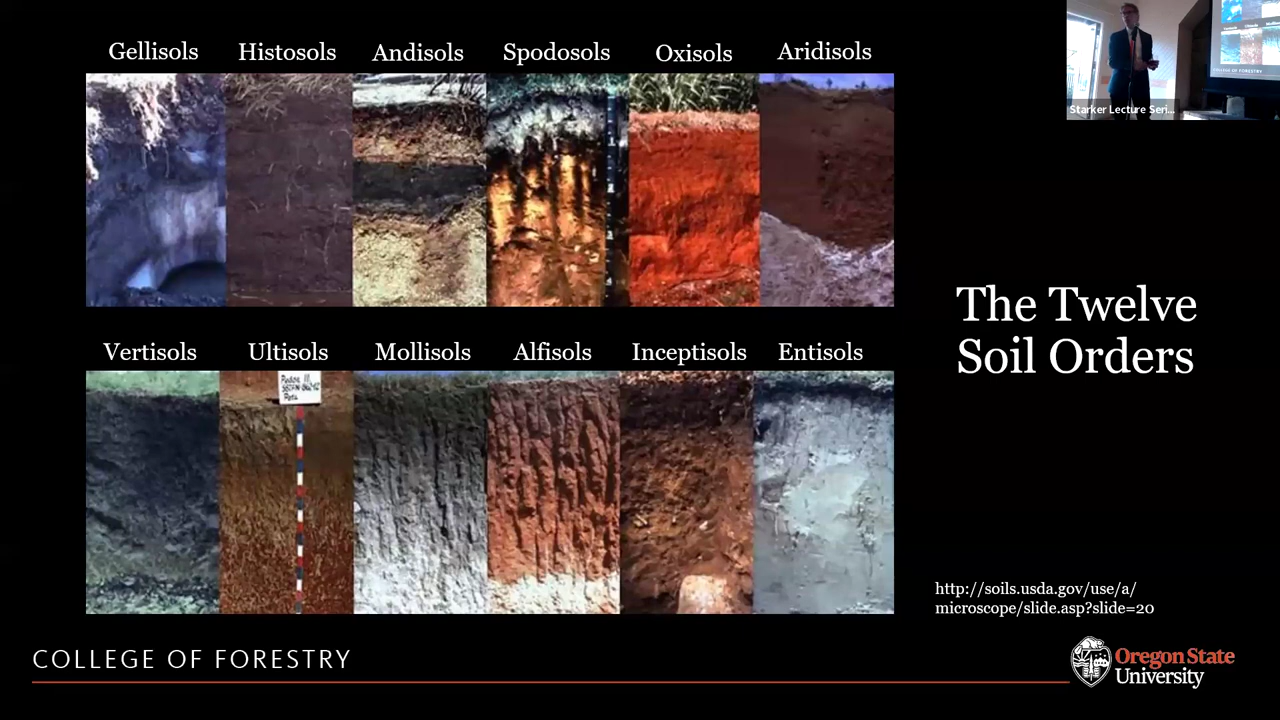 Gellisols Histosols Andisols Spodosols Oxisols Aridisols
Starker Lecture Seri...
Vertisols Ultisols Mollisols Alfisols Inceptisols Entisols
The Twelve
Soil Orders
http://soils.usda.gov/use/a/
microscope/slide.asp?slide=20
COLLEGE OF FORESTRY
Oregon State
University